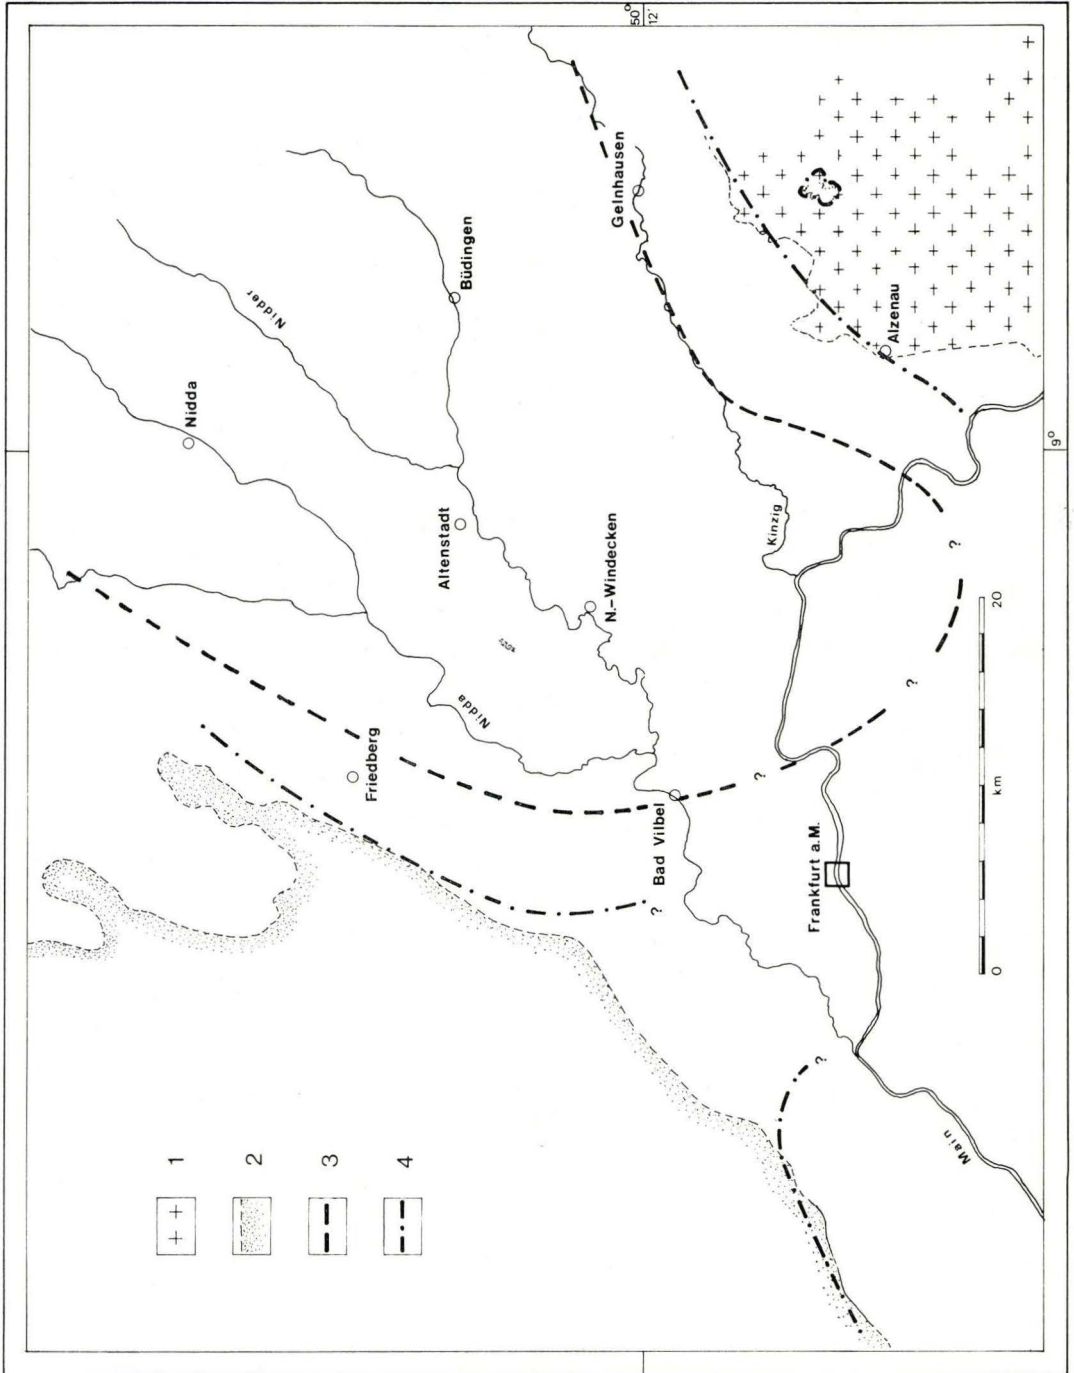 1
2
3
4
Nidda
Nidder
Büdingen
Gelnhausen
50°
12'
Altenstadt
N.-Windecken
Nidda
Friedberg
Bad Vilbel
?
?
Kinzig
Alzenau
9°
?
?
Frankfurt a.M.
?
Main
0
km
20